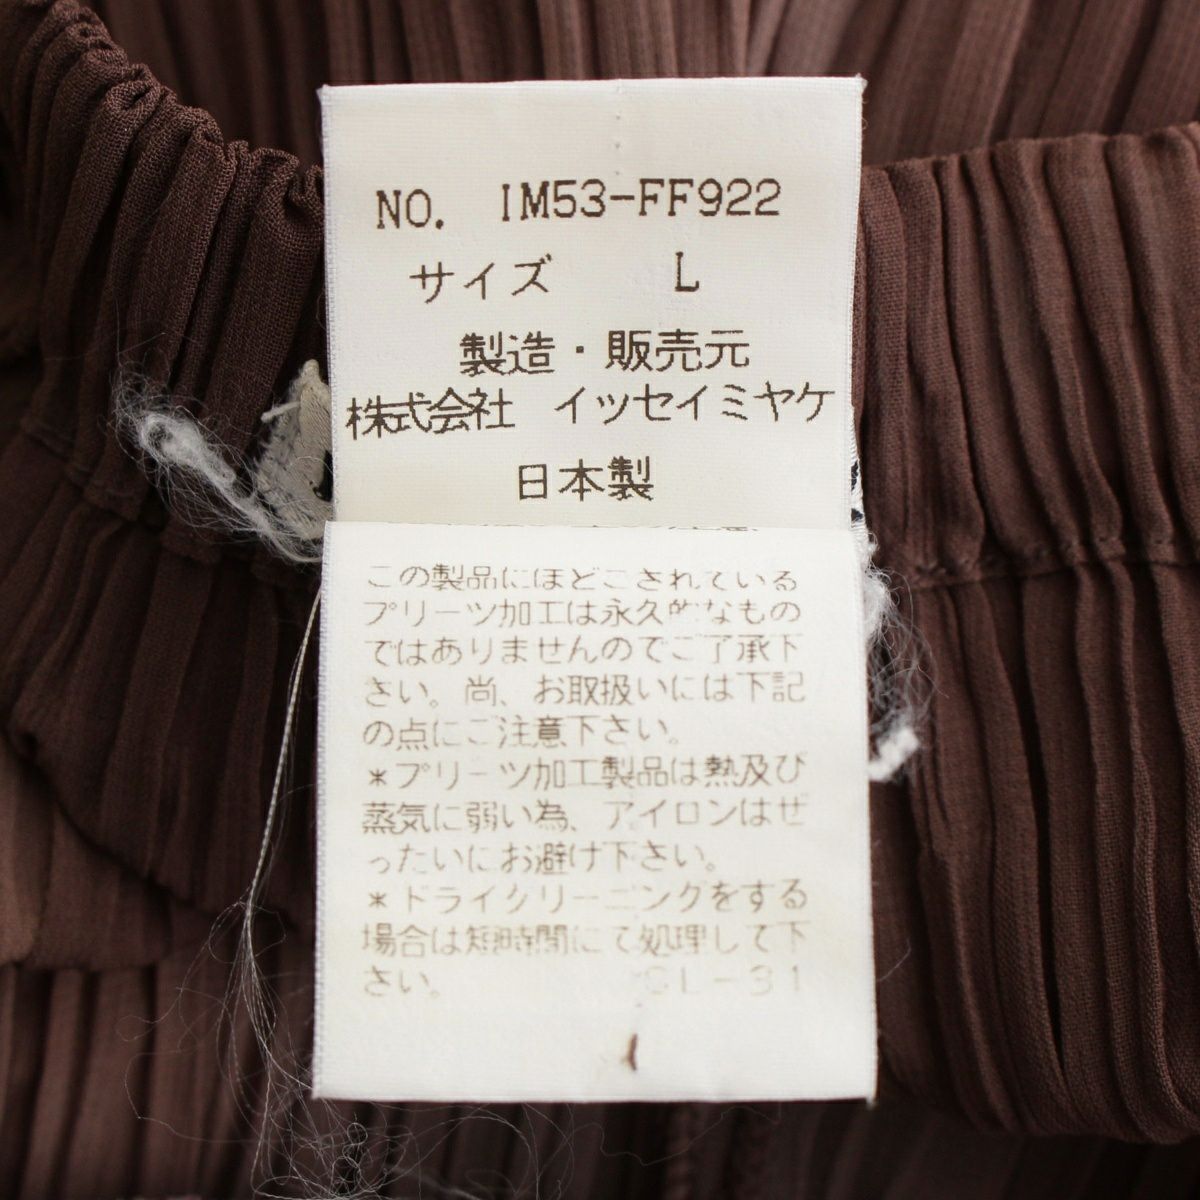 NO. IM53-FF922
サイズ L
製造・販売元
株式会社 イッセイミヤケ
日本製
この製品にほどこされている
プリーツ加工は永久的なもの
ではありませんのでご了承下
さい。尚、お取扱いには下記
の点にご注意下さい。
*プリーツ加工製品は熱及び
蒸気に弱い為、アイロンはぜ
ったいにお避け下さい。
*ドライクリーニングをする
場合は短時間にて処理して下
さい。 CL-31